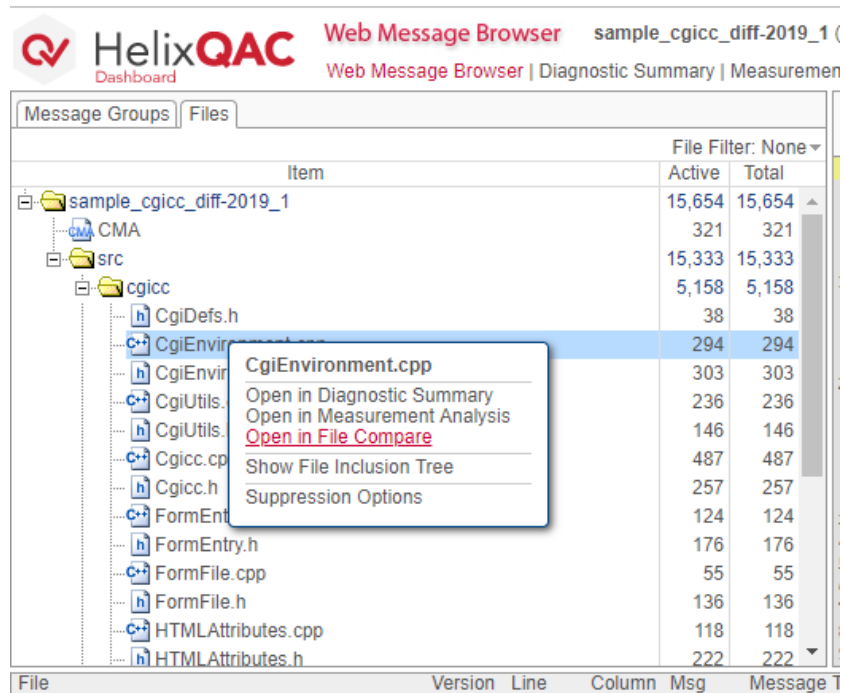 HelixQAC
Dashboard
Web Message Browser sample_cgicc_diff-2019_1 (
Web Message Browser | Diagnostic Summary |
Message Groups Files
File Filter: None
Item Active Total
sample_cgicc_diff-2019_1 15,654 15,654
CMA CMA 321 321
src 15,333 15,333
cgicc 5,158 5,158
h CgiDefs.h 38 38
C++ CgiEnvironment.cpp 294 294
h 303 303
C++ 236 236
h 146 146
C++ 487 487
h Cgicc.h 257 257
C++ 124 124
h FormEntry.h 176 176
C++ FormFile.cpp 55 55
h FormFile.h 136 136
C++ HTMLAttributes.cpp 118 118
h HTMLAttributes.h 222 222
CgiEnvironment.cpp
Open in Diagnostic Summary
Open in Measurement Analysis
Open in File Compare
Show File Inclusion Tree
Suppression Options
File Version Line Column Msg Message